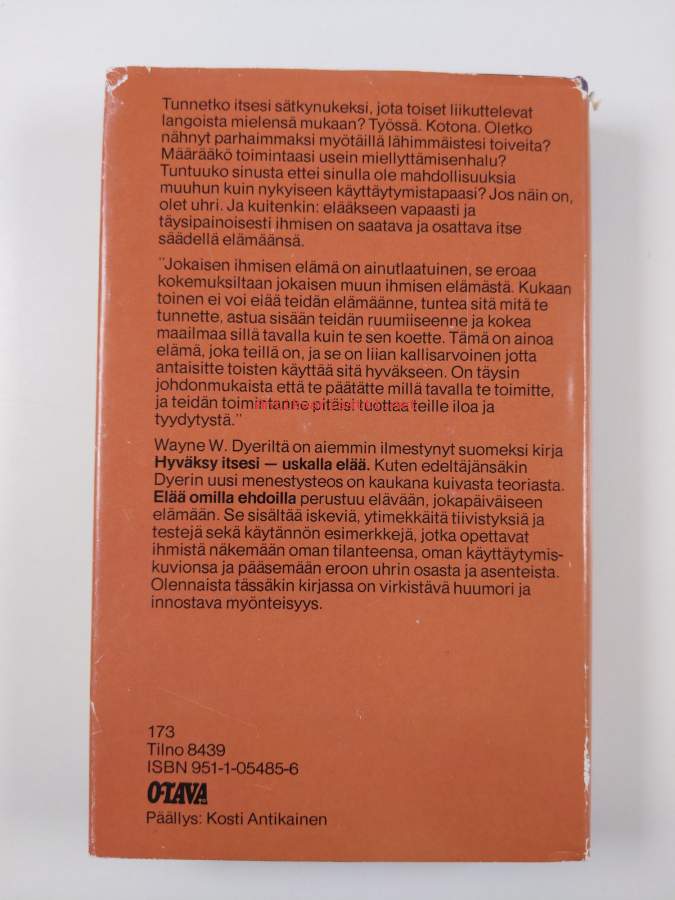 Tunnetko itsesi sätkynukeksi, jota toiset liikuttelevat
langoista mielensä mukaan? Työssä. Kotona. Oletko
nähnyt parhaimmaksi myötäillä lähimmäistesi toiveita?
Määrääkö toimintaasi usein miellyttämisenhalu?
Tuntuuko sinusta ettei sinulla ole mahdollisuuksia
muuhun kuin nykyiseen käyttäytymistapaasi? Jos näin on,
olet uhri. Ja kuitenkin: elääkseen vapaasti ja
täysipainoisesti ihmisen on saatava ja osattava itse
säädellä elämäänsä.
"Jokaisen ihmisen elämä on ainutlaatuinen, se eroaa
kokemuksiltaan jokaisen muun ihmisen elämästä. Kukaan
toinen ei voi eiää teidän elämäänne, tuntea sitä mitä te
tunnette, astua sisään teidän ruumiiseenne ja kokea
maailmaa sillä tavalla kuin te sen koette. Tämä on ainoa
elämä, joka teillä on, ja se on liian kallisarvoinen jotta
antaisitte toisten käyttää sitä hyväkseen. On täysin
johdonmukaista että te päätätte millä tavalla te toimitte,
ja teidän toimintanne pitäisi tuottaa teille iloa ja
tyydytystä."
Wayne W. Dyeriltä on aiemmin ilmestynyt suomeksi kirja
Hyväksy itsesi — uskalla elää. Kuten edeltäjänsäkin
Dyerin uusi menestysteos on kaukana kuivasta teoriasta.
Elää omilla ehdoilla perustuu elävään, jokapäiväiseen
elämään. Se sisältää iskeviä, ytimekkäitä tiivistyksiä ja
testejä sekä käytännön esimerkkejä, jotka opettavat
ihmistä näkemään oman tilanteensa, oman käyttäytymis-
kuvionsa ja pääsemään eroon uhrin osasta ja asenteista.
Olennaista tässäkin kirjassa on virkistävä huumori ja
innostava myönteisyys.
173
Tilno 8439
ISBN 951-1-05485-6
OTAVA
Päällys: Kosti Antikainen